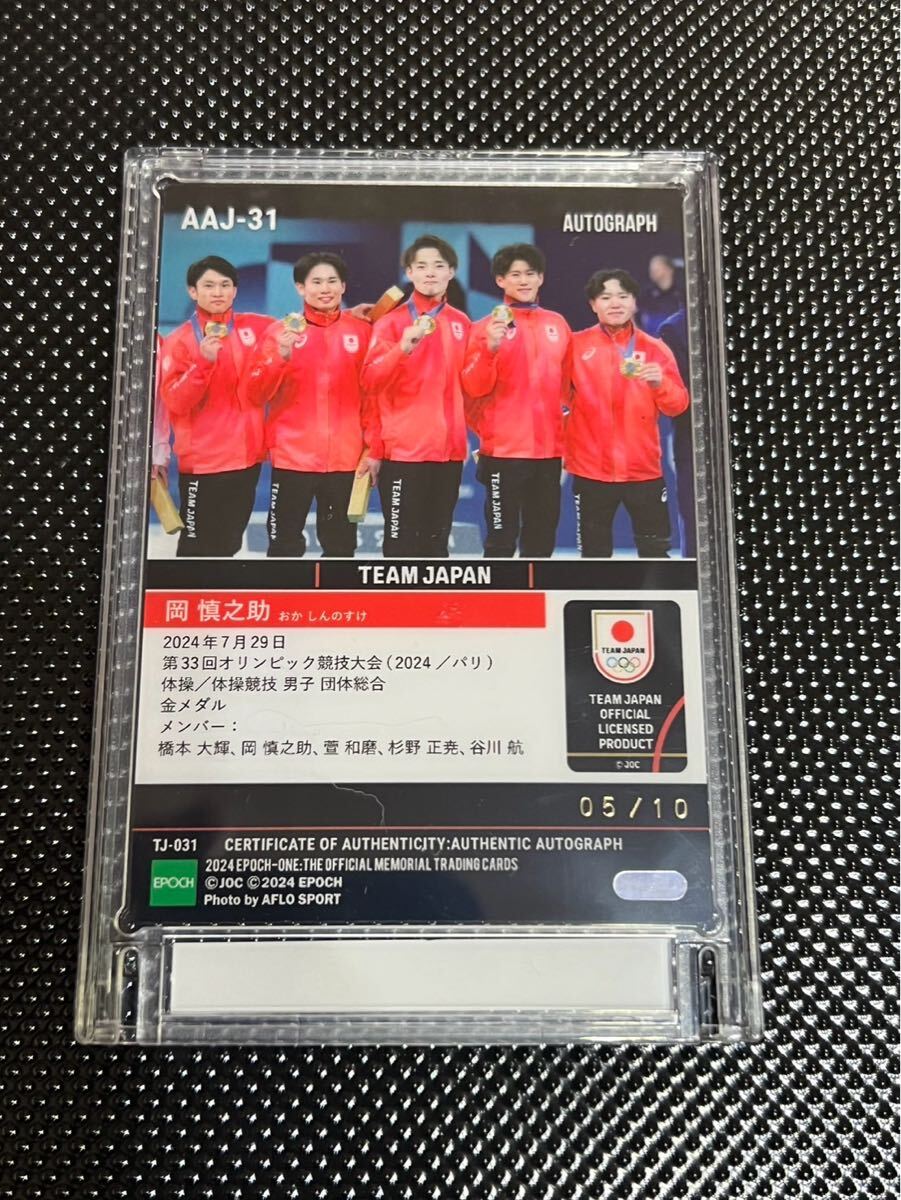 AAJ-31
AUTOGRAPH
TEAM JAPAN
TEAM JAPAN
TEAM JAPAN
TEAM JAPAN
TEAM JAPAN
TEAM JAPAN
岡 慎之助 おか しんのすけ
2024年7月29日
第33回オリンピック競技大会(2024/パリ)
体操/体操競技 男子 団体総合
金メダル
メンバー:
橋本 大輝、岡 慎之助、萱 和磨、杉野 正尭、谷川 航
TEAM JAPAN
TEAM JAPAN
OFFICIAL
LICENSED
PRODUCT
©JOC
05/10
TJ-031 CERTIFICATE OF AUTHENTICITY:AUTHENTIC AUTOGRAPH
EPOCH
2024 EPOCH-ONE:THE OFFICIAL MEMORIAL TRADING CARDS
©JOC ©2024 EPOCH
Photo by AFLO SPORT